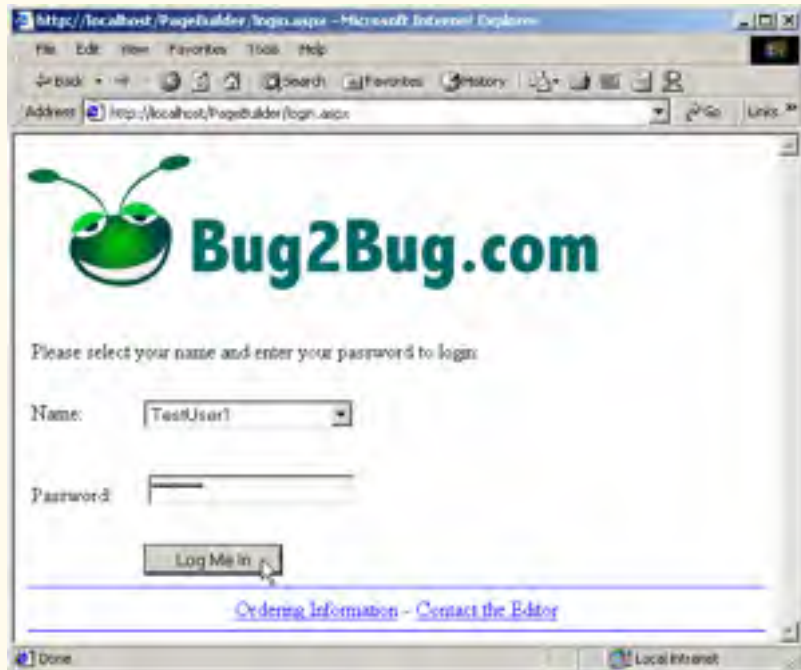 http://localhost/PageBuilder/login.aspx - Microsoft Internet Explorer
File Edit View Favorites Tools Help
Back Search Favorites History
Address http://localhost/PageBuilder/login.aspx Go Links »
Bug2Bug.com
Please select your name and enter your password to login
Name: TestUser1
Password:
Log Me In
Ordering Information - Contact the Editor
Done Local intranet